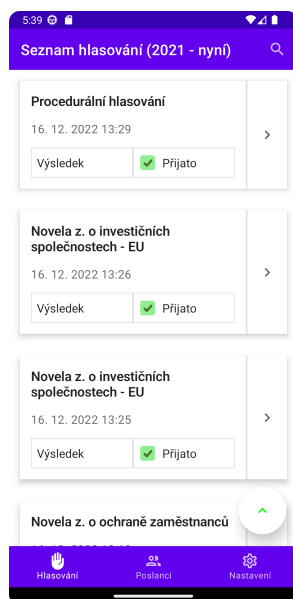 5:39
Seznam hlasování (2021 - nyní)
Procedurální hlasování
16. 12. 2022 13:29
Výsledek Přijato
Novela z. o investičních
společnostech - EU
16. 12. 2022 13:26
Výsledek Přijato
Novela z. o investičních
společnostech - EU
16. 12. 2022 13:25
Výsledek Přijato
Novela z. o ochraně zaměstnanců
Hlasování Poslanci Nastavení